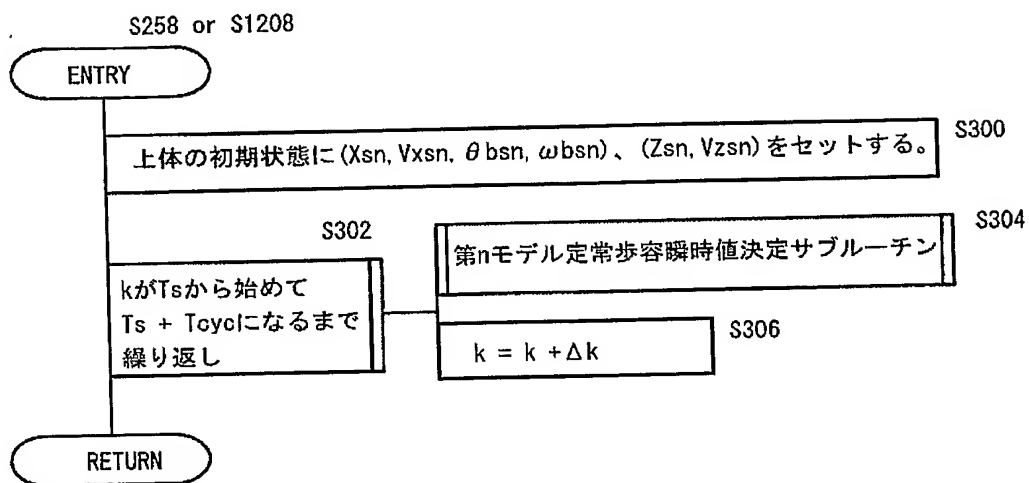 S258 or S1208
ENTRY
S300
上体の初期状態に(Xsn, Vxsn, θbsn, ωbsn)、(Zsn, Vzsn)をセットする。
S302
S304
第nモデル定常歩容瞬時値決定サブルーチン
kがTsから始めて
Ts + Tcycになるまで
繰り返し
S306
k = k +Δk
RETURN